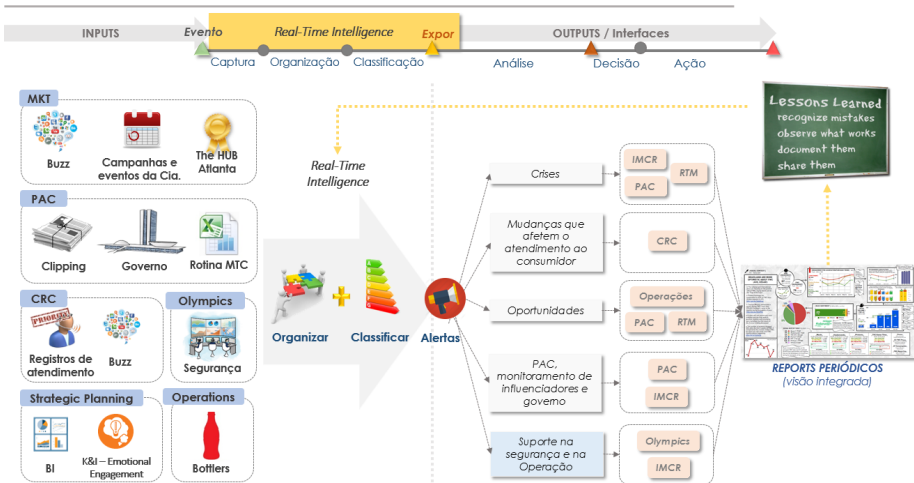 INPUTS
Evento
Real-Time Intelligence
Expor
OUTPUTS / Interfaces
Captura
Organização
Classificação
Análise
Decisão
Ação
MKT
Buzz
Campanhas e
eventos da Cia.
The HUB
Atlanta
PAC
Clipping
Governo
Rotina MTC
CRC
PRIORITÉ
Registros de
atendimento
Buzz
Olympics
Segurança
Strategic Planning
BI
K&I – Emotional
Engagement
Operations
Bottlers
Real-Time
Intelligence
Organizar
Classificar
Alertas
Crises
IMCR
RTM
PAC
Mudanças que
afetem o
atendimento ao
consumidor
CRC
Oportunidades
Operações
PAC
RTM
PAC,
monitoramento de
influenciadores e
governo
PAC
IMCR
Suporte na
segurança e na
Operação
Olympics
IMCR
Lessons Learned
recognize mistakes
observe what works
document them
share them
REPORTS PERIÓDICOS
(visão integrada)